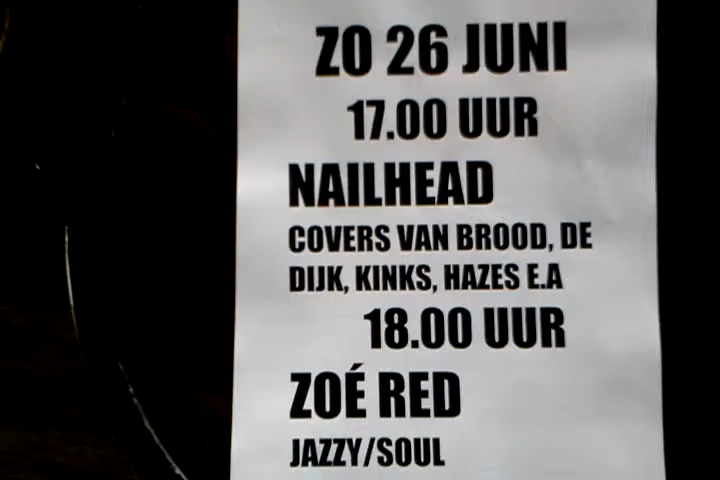 ZO 26 JUNI
17.00 UUR
NAILHEAD
COVERS VAN BROOD, DE
DIJK, KINKS, HAZES E.A
18.00 UUR
ZOÉ RED
JAZZY/SOUL